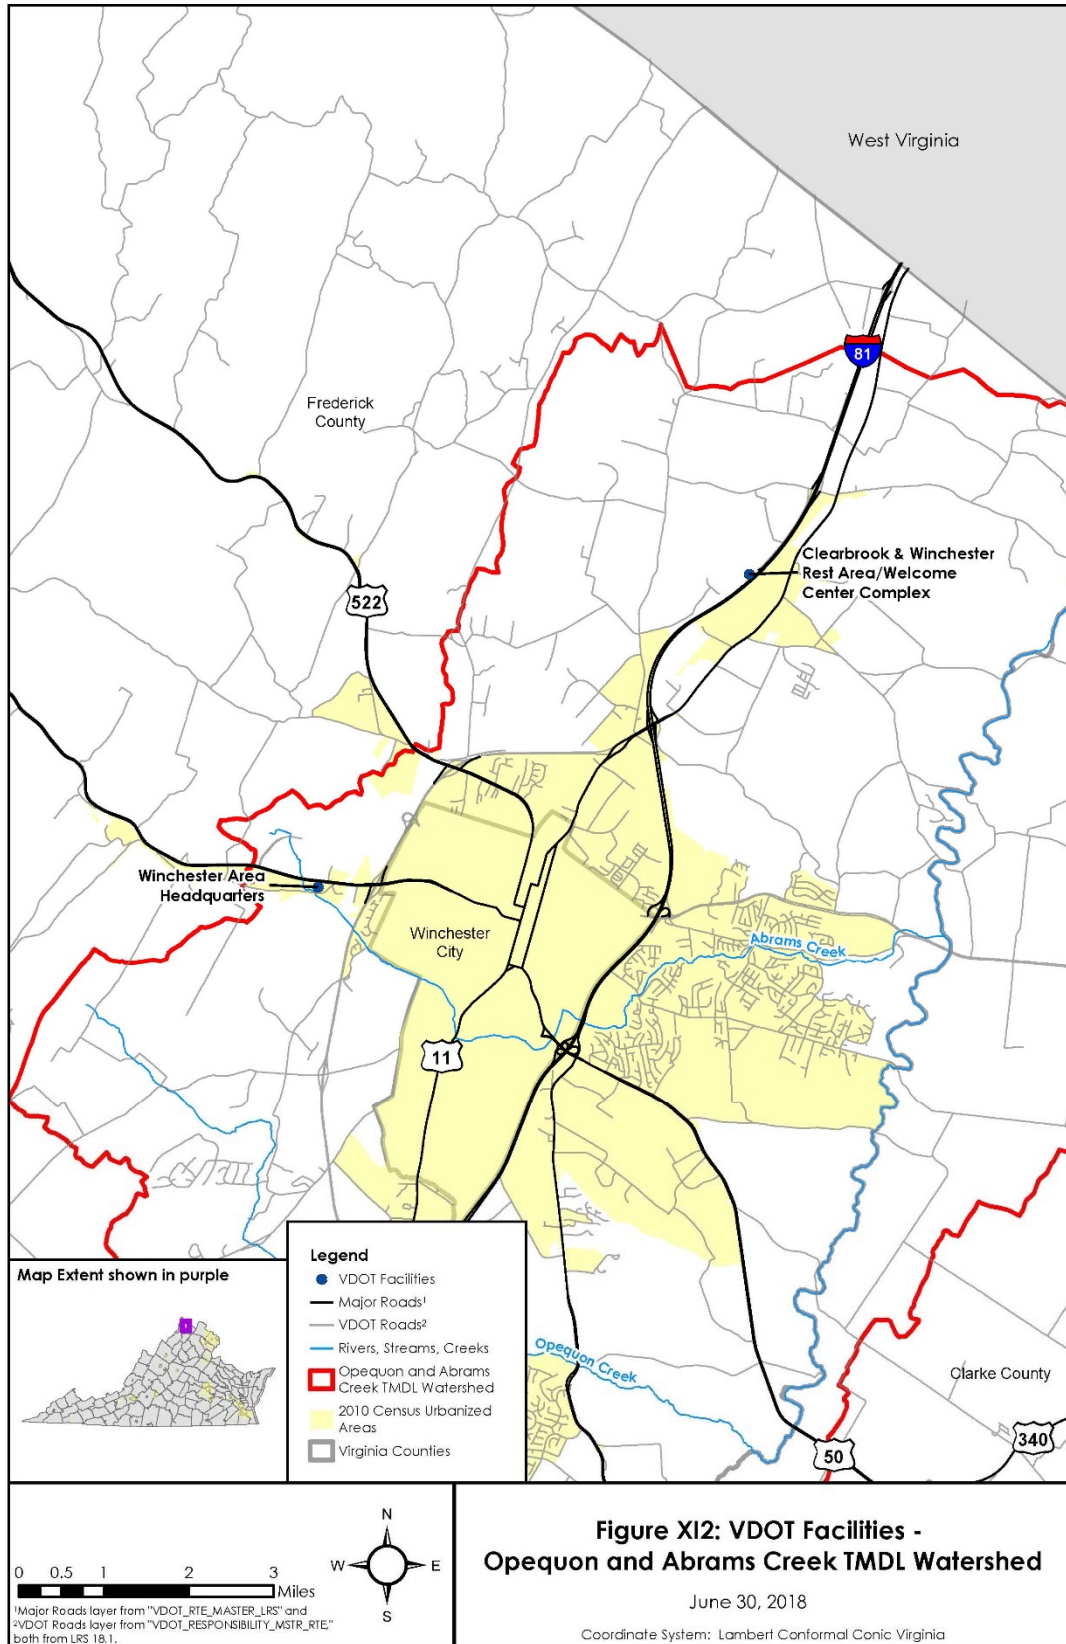 West Virginia
81
Frederick
County
Clearbrook & Winchester
Rest Area/Welcome
Center Complex
522
Winchester Area
Headquarters
Winchester
City
Abrams Creek
11
Opequon Creek
Clarke County
50
340
Map Extent shown in purple
Legend
VDOT Facilities
Major Roads¹
VDOT Roads²
Rivers, Streams, Creeks
Opequon and Abrams
Creek TMDL Watershed
2010 Census Urbanized
Areas
Virginia Counties
0 0.5 1 2 3
Miles
N
W E
S
¹Major Roads layer from "VDOT_RTE_MASTER_LRS" and
²VDOT Roads layer from "VDOT_RESPONSIBILITY_MSTR_RTE,"
both from LRS 18.1.
Figure XI2: VDOT Facilities -
Opequon and Abrams Creek TMDL Watershed
June 30, 2018
Coordinate System: Lambert Conformal Conic Virginia